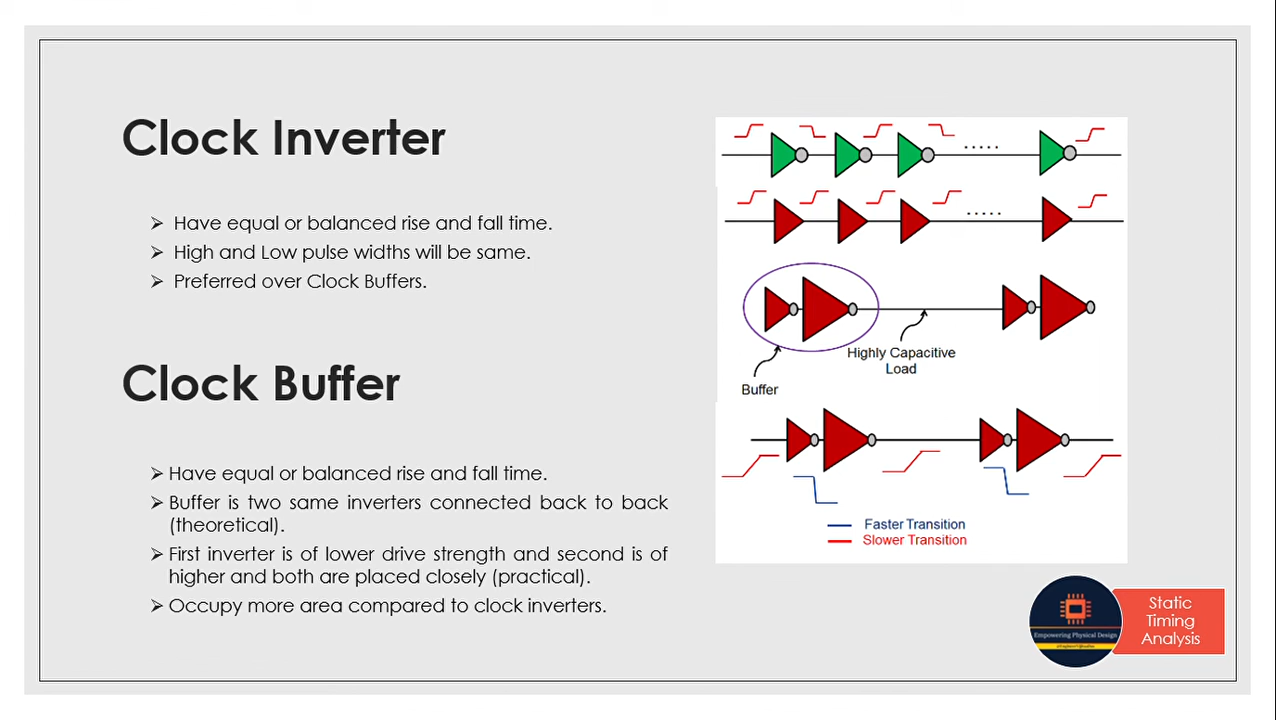 Clock Inverter
➢ Have equal or balanced rise and fall time.
➢ High and Low pulse widths will be same.
➢ Preferred over Clock Buffers.
Clock Buffer
➢ Have equal or balanced rise and fall time.
➢ Buffer is two same inverters connected back to back
(theoretical).
➢ First inverter is of lower drive strength and second is of
higher and both are placed closely (practical).
➢ Occupy more area compared to clock inverters.
.....
.....
Highly Capacitive
Load
Buffer
Faster Transition
Slower Transition
Empowering Physical Design
Static
Timing
Analysis